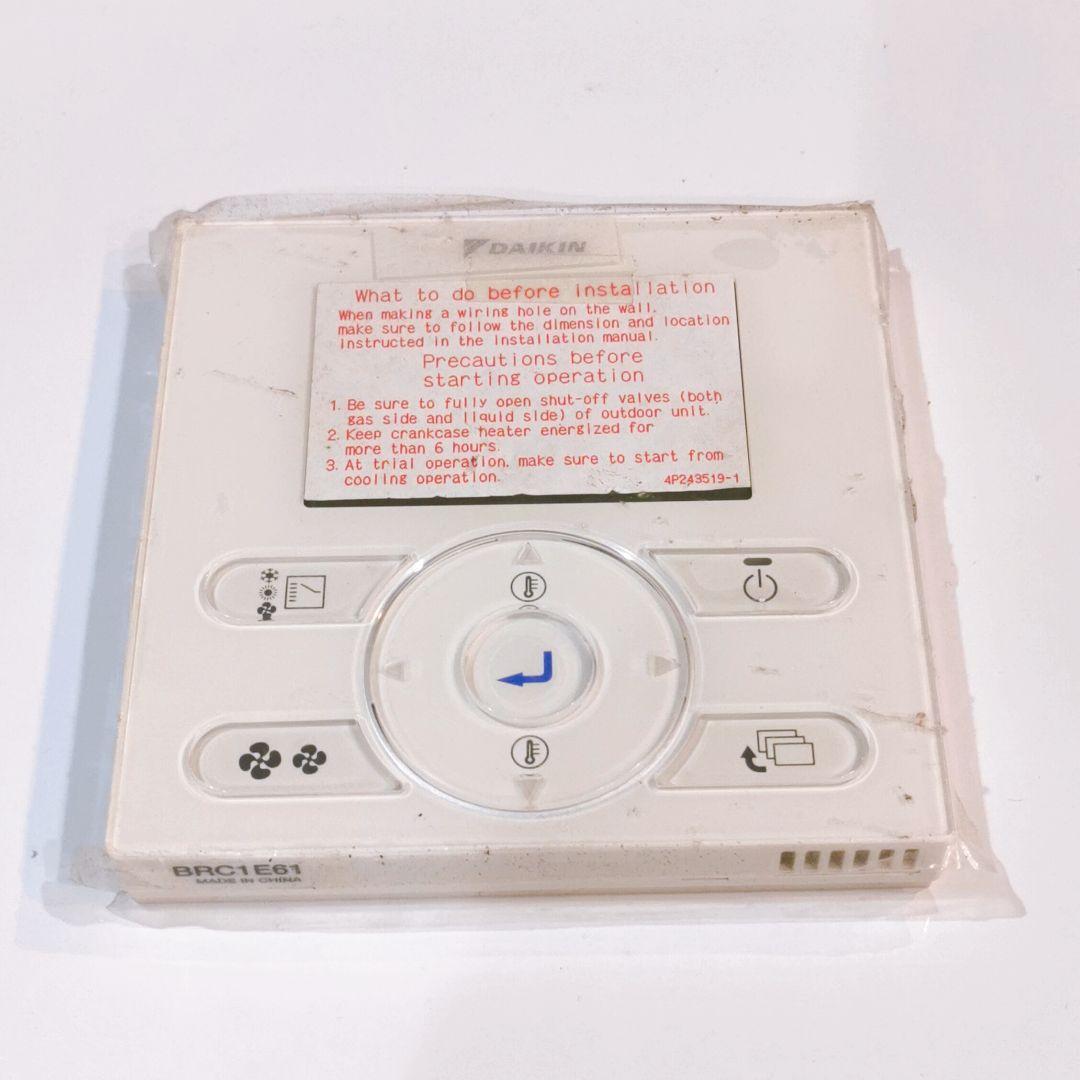 DAIKIN
What to do before installation
When making a wiring hole on the wall,
make sure to follow the dimension and location
instructed in the installation manual.
Precautions before
starting operation
1. Be sure to fully open shut-off valves (both
gas side and liquid side) of outdoor unit.
2. Keep crankcase heater energized for
more than 6 hours.
3. At trial operation, make sure to start from
cooling operation.
4P243519-1
BRC1E61
MADE IN CHINA